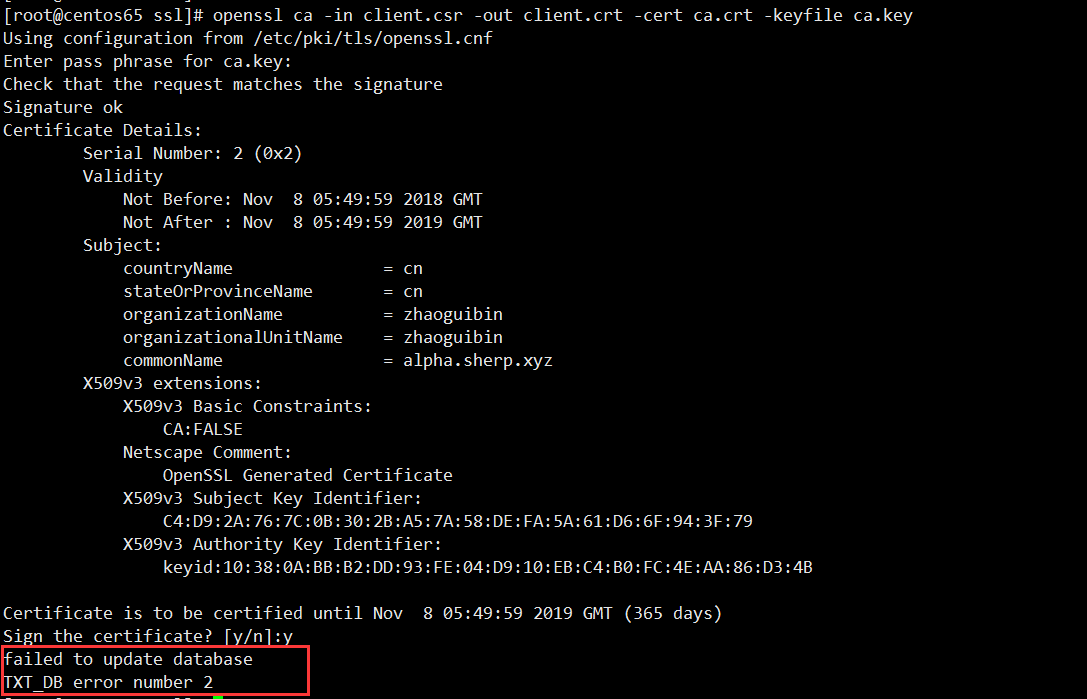 [root@centos65 ssl]# openssl ca -in client.csr -out client.crt -cert ca.crt -keyfile ca.key
Using configuration from /etc/pki/tls/openssl.cnf
Enter pass phrase for ca.key:
Check that the request matches the signature
Signature ok
Certificate Details:
        Serial Number: 2 (0x2)
        Validity
            Not Before: Nov  8 05:49:59 2018 GMT
            Not After : Nov  8 05:49:59 2019 GMT
        Subject:
            countryName               = cn
            stateOrProvinceName       = cn
            organizationName          = zhaoguibin
            organizationalUnitName    = zhaoguibin
            commonName                = alpha.sherp.xyz
        X509v3 extensions:
            X509v3 Basic Constraints:
                CA:FALSE
            Netscape Comment:
                OpenSSL Generated Certificate
            X509v3 Subject Key Identifier:
                C4:D9:2A:76:7C:0B:30:2B:A5:7A:58:DE:FA:5A:61:D6:6F:94:3F:79
            X509v3 Authority Key Identifier:
                keyid:10:38:0A:BB:B2:DD:93:FE:04:D9:10:EB:C4:B0:FC:4E:AA:86:D3:4B
Certificate is to be certified until Nov  8 05:49:59 2019 GMT (365 days)
Sign the certificate? [y/n]:y
failed to update database
TXT_DB error number 2